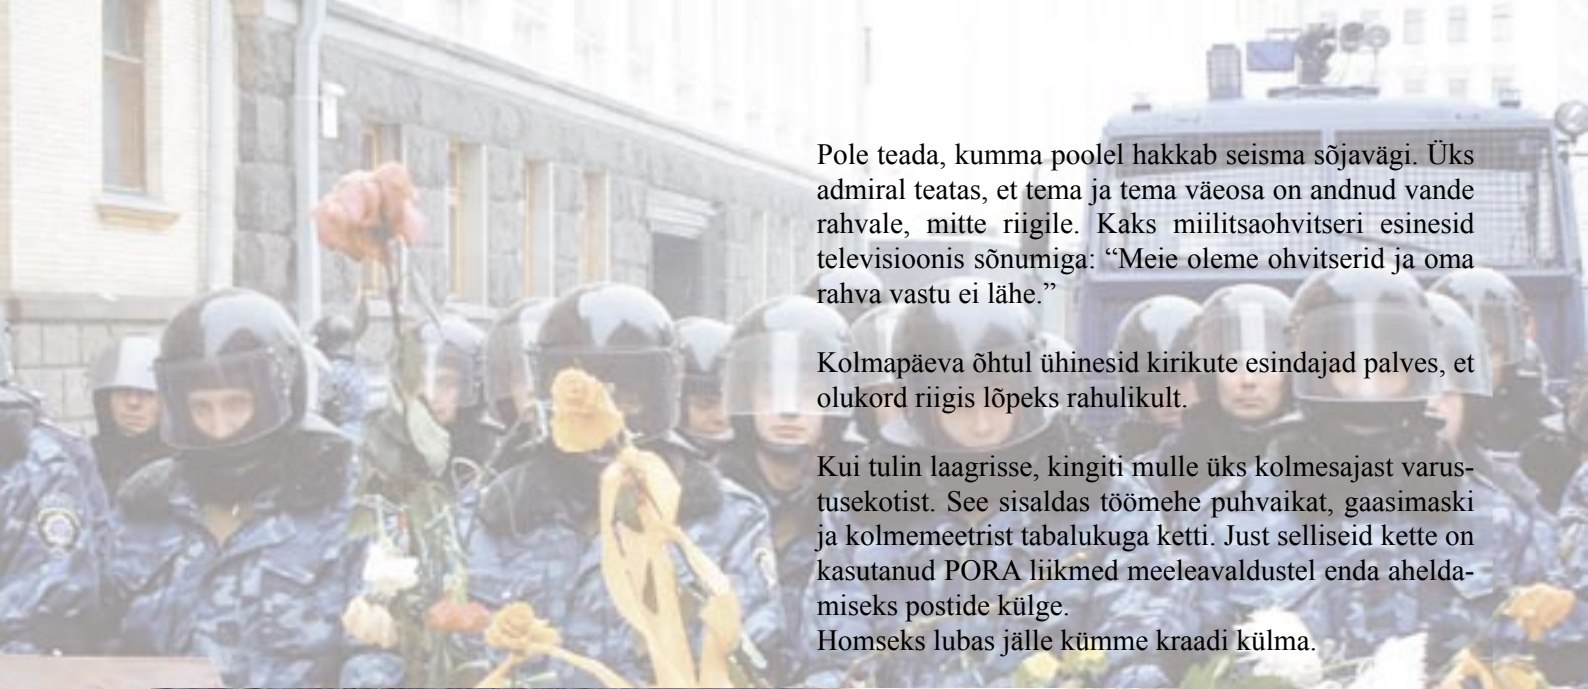 Pole teada, kumma poolel hakkab seisma sõjavägi. Üks
admiral teatas, et tema ja tema väeosa on andnud vande
rahvale, mitte riigile. Kaks miilitsaohvitseri esinesid
televisioonis sõnumiga: “Meie oleme ohvitserid ja oma
rahva vastu ei lähe.”
Kolmapäeva õhtul ühinesid kirikute esindajad palves, et
olukord riigis lõpeks rahulikult.
Kui tulin laagrisse, kingiti mulle üks kolmesajast varus-
tusekotist. See sisaldas töömehe puhvaikat, gaasimaski
ja kolmemeetrist tabalukuga ketti. Just selliseid kette on
kasutanud PORA liikmed meeleavaldustel enda ahelda-
miseks postide külge.
Homseks lubas jälle kümme kraadi külma.